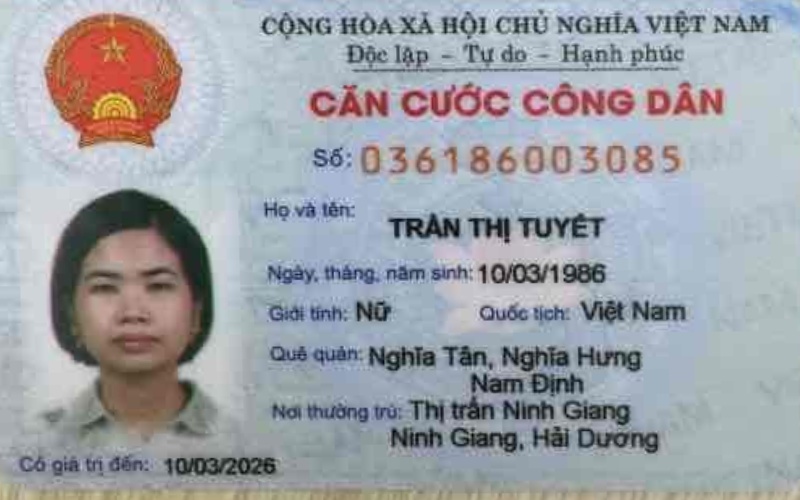 CỘNG HÒA XÃ HỘI CHỦ NGHĨA VIỆT NAM
Độc lập – Tự do – Hạnh phúc
CĂN CƯỚC CÔNG DÂN
Số: 036186003085
Họ và tên:
TRẦN THỊ TUYẾT
Ngày, tháng, năm sinh: 10/03/1986
Giới tính: Nữ Quốc tịch: Việt Nam
Quê quán: Nghĩa Tân, Nghĩa Hưng
Nam Định
Nơi thường trú: Thị trấn Ninh Giang
Ninh Giang, Hải Dương
Có giá trị đến: 10/03/2026